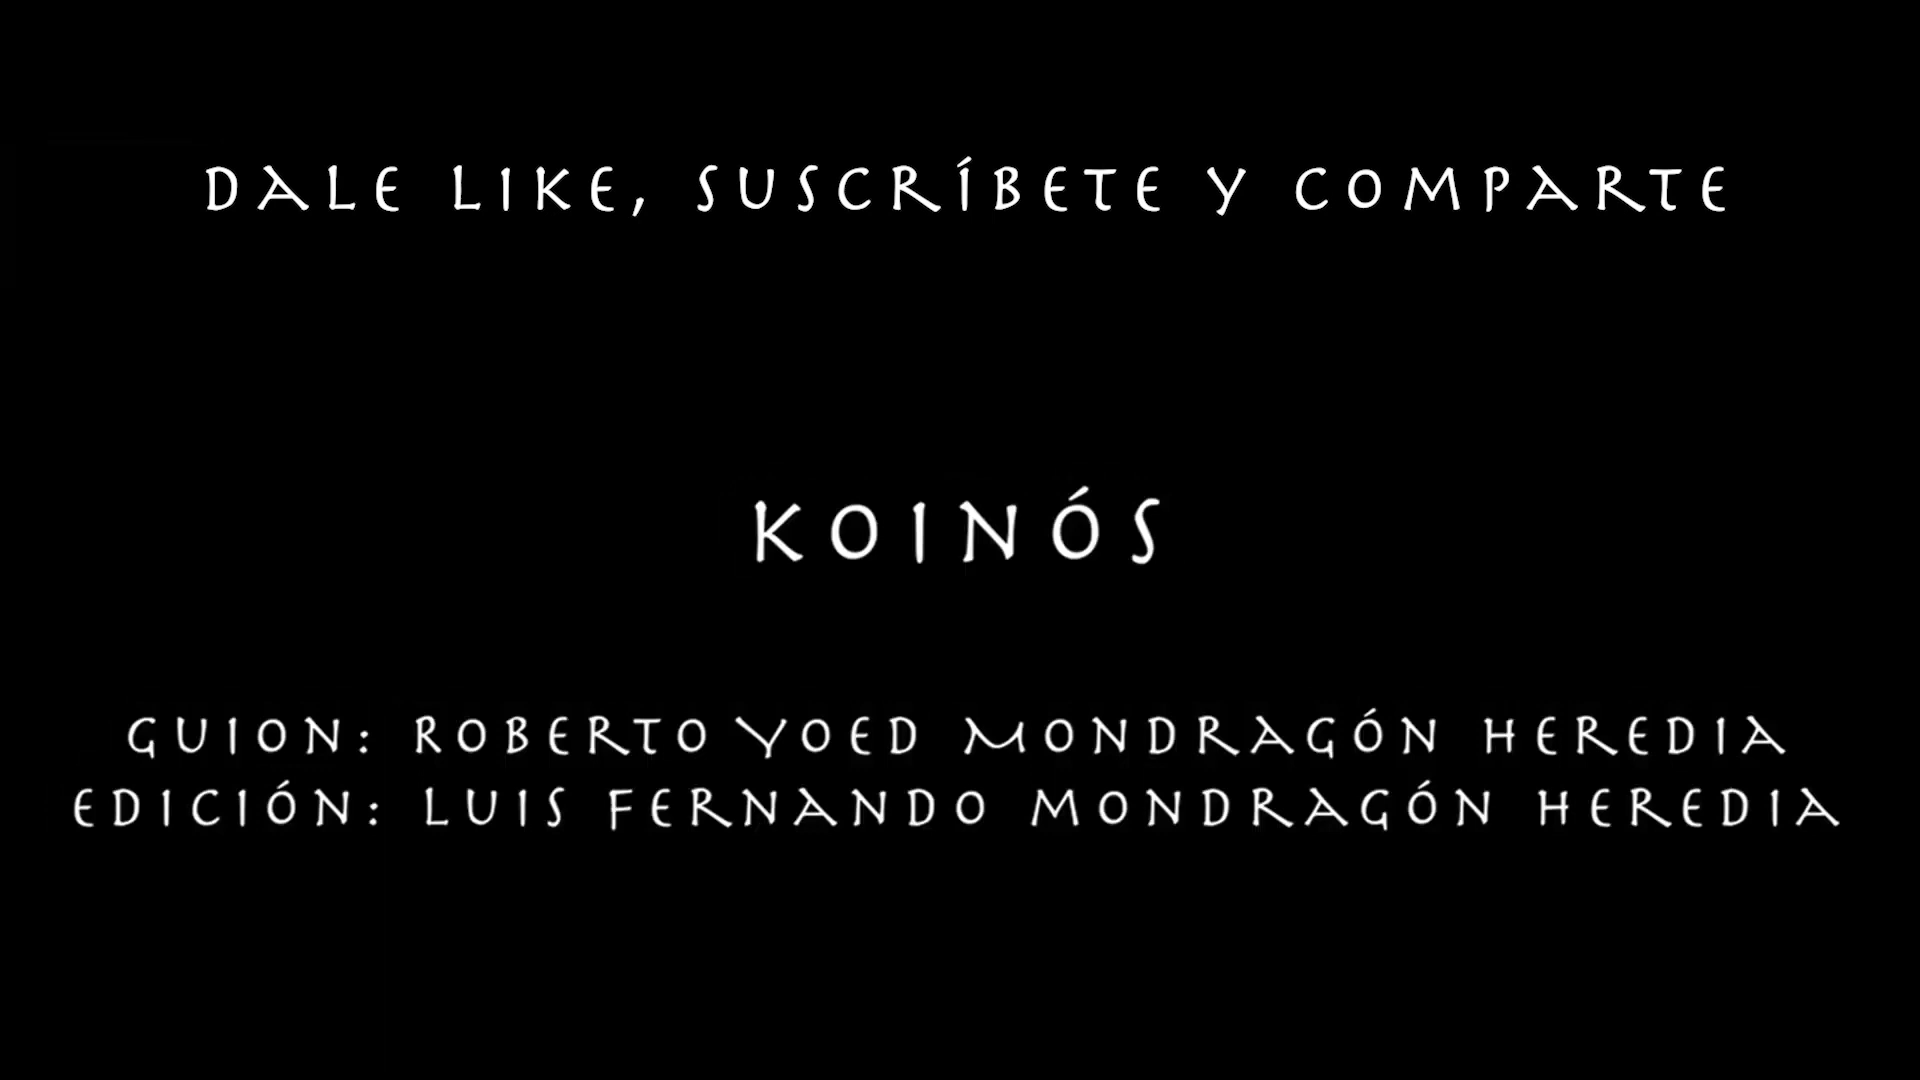 DALE LIKE, SUSCRÍBETE Y COMPARTE
KOINÓS
GUION: ROBERTO YOED MONDRAGÓN HEREDIA
EDICIÓN: LUIS FERNANDO MONDRAGÓN HEREDIA